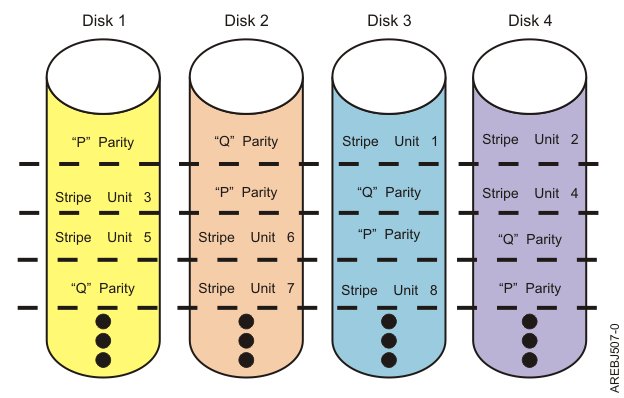 Disk 1 Disk 2 Disk 3 Disk 4
“P” Parity “Q” Parity Stripe Unit 1 Stripe Unit 2
Stripe Unit 3 “P” Parity “Q” Parity Stripe Unit 4
Stripe Unit 5 Stripe Unit 6 “P” Parity “Q” Parity
“Q” Parity Stripe Unit 7 Stripe Unit 8 “P” Parity
AREBJ507-0